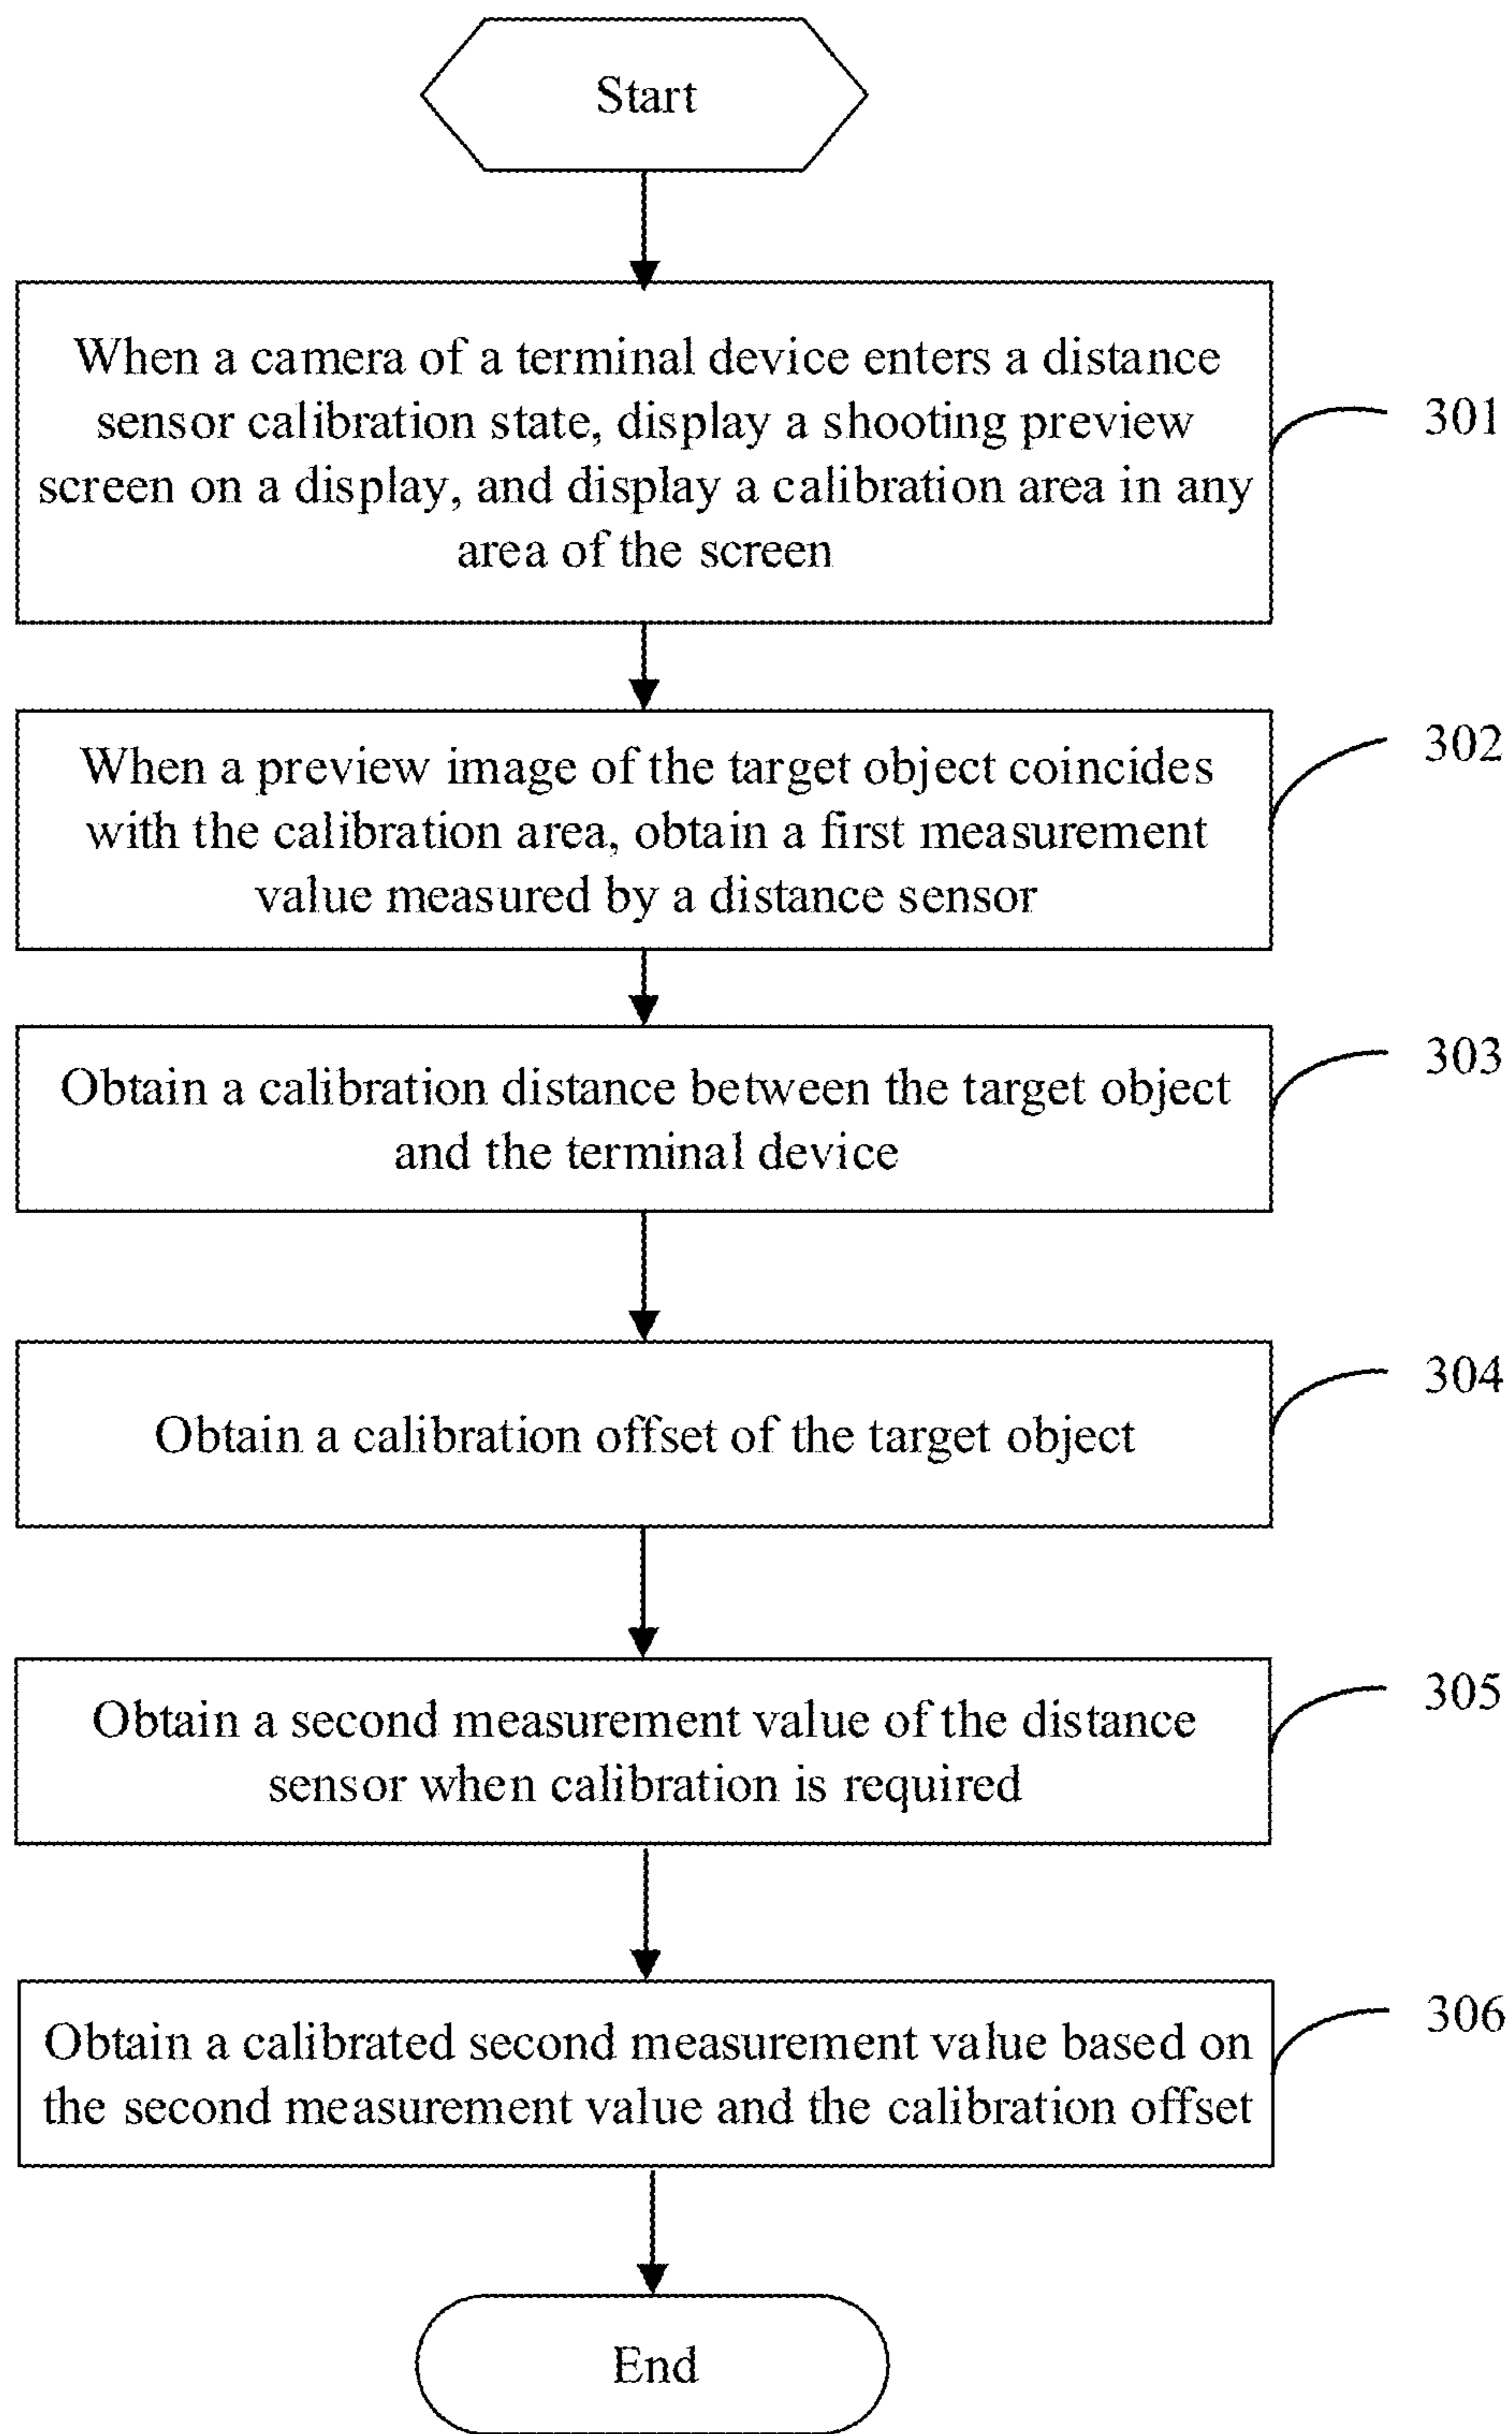 Start
When a camera of a terminal device enters a distance
sensor calibration state, display a shooting preview
screen on a display, and display a calibration area in any
area of the screen
301
When a preview image of the target object coincides
with the calibration area, obtain a first measurement
value measured by a distance sensor
302
Obtain a calibration distance between the target object
and the terminal device
303
Obtain a calibration offset of the target object
304
Obtain a second measurement value of the distance
sensor when calibration is required
305
Obtain a calibrated second measurement value based on
the second measurement value and the calibration offset
306
End